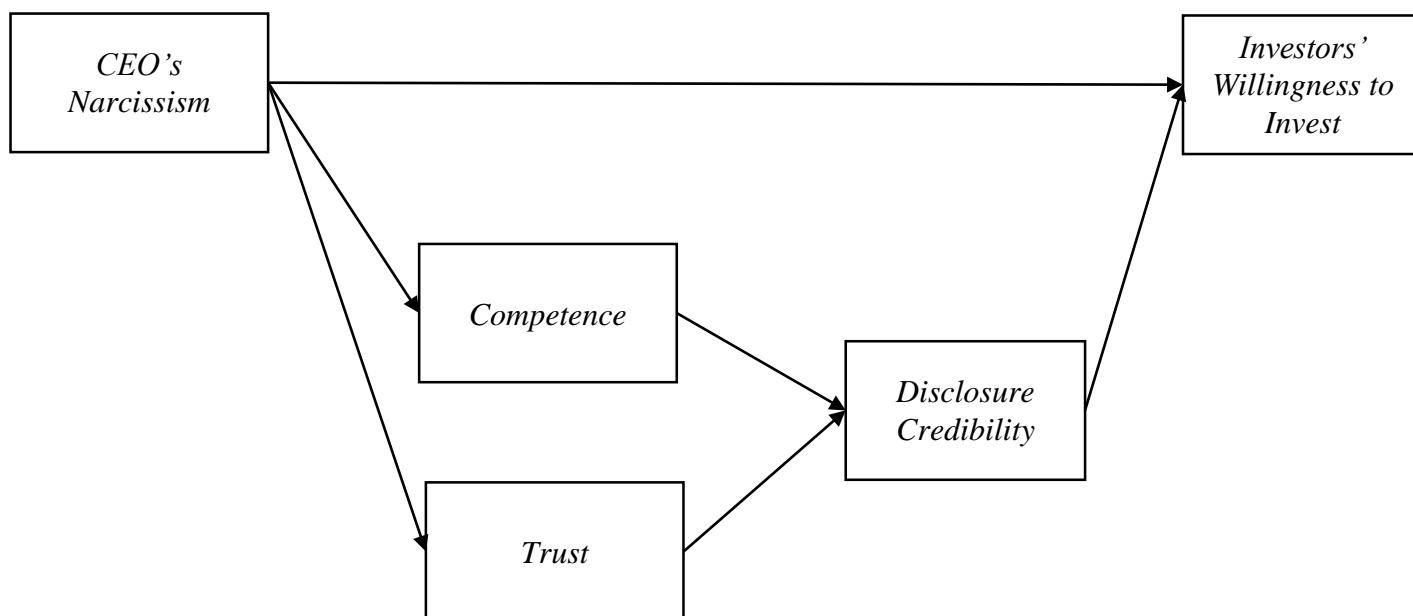 CEO’s
Narcissism
Investors’
Willingness to
Invest
Competence
Disclosure
Credibility
Trust